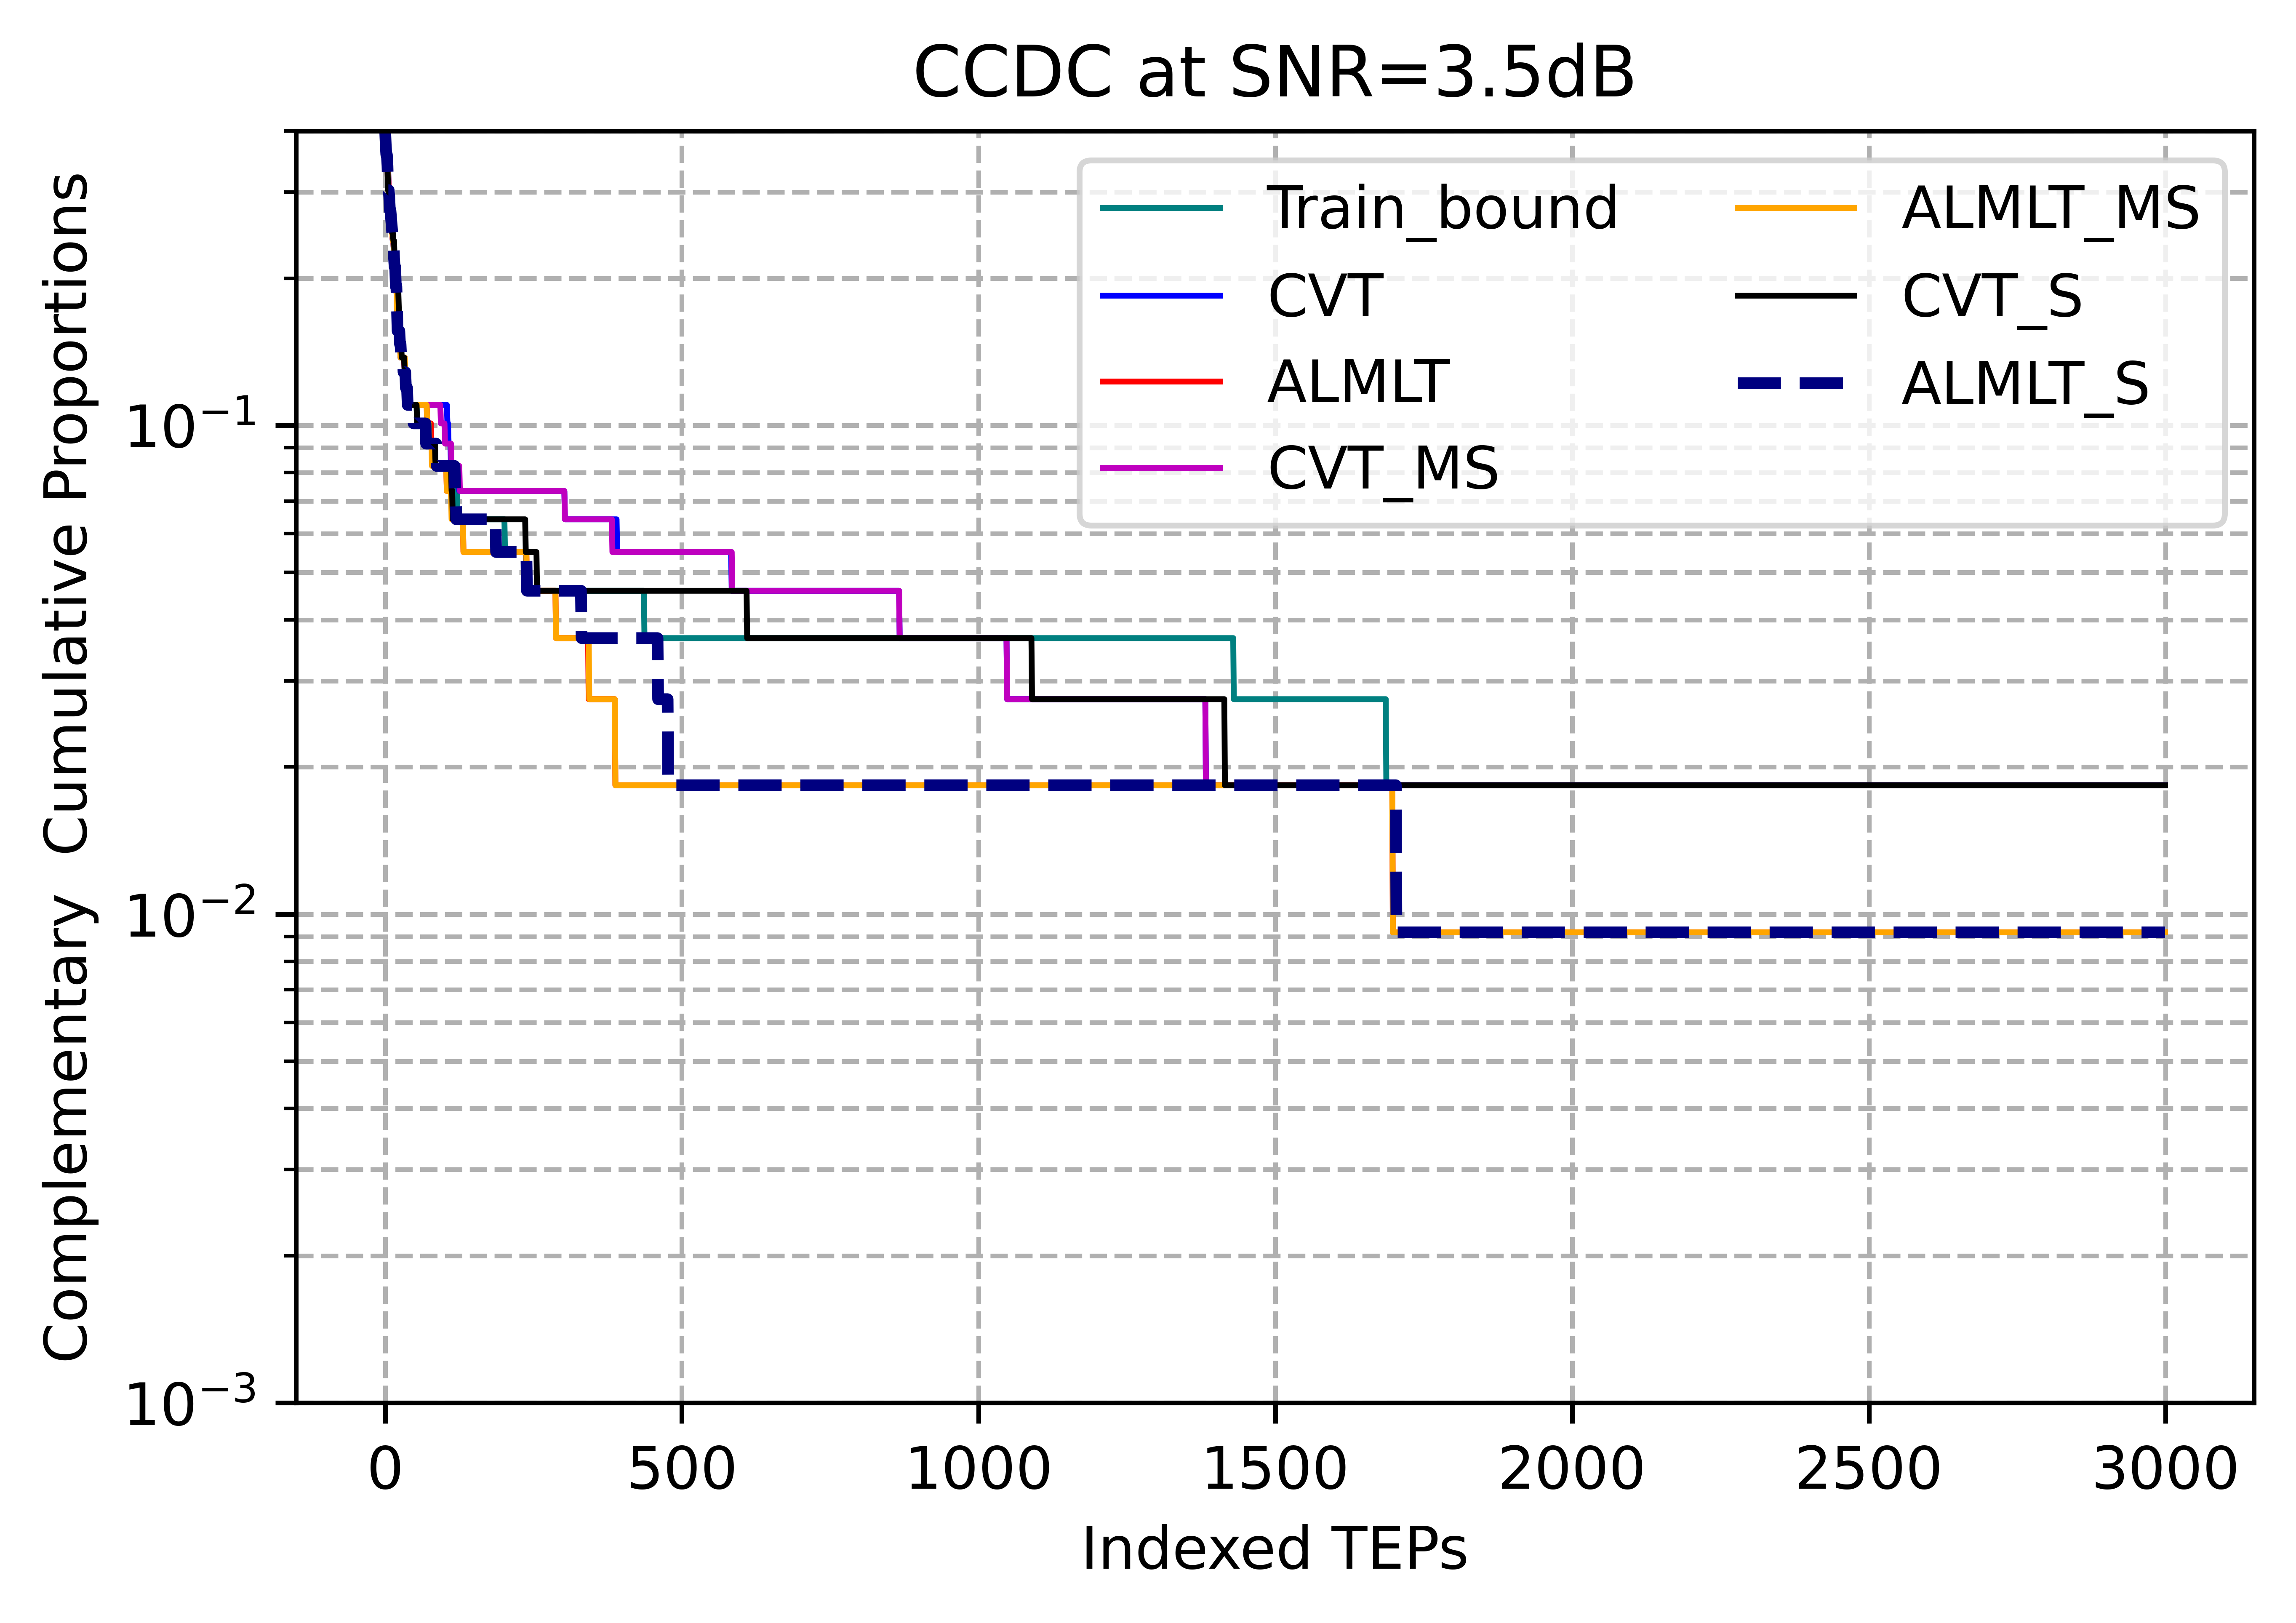 CCDC at SNR=3.5dB
Complementary Cumulative Proportions
10⁻¹
10⁻²
10⁻³
Train_bound
CVT
ALMLT
CVT_MS
ALMLT_MS
CVT_S
ALMLT_S
0 500 1000 1500 2000 2500 3000
Indexed TEPs